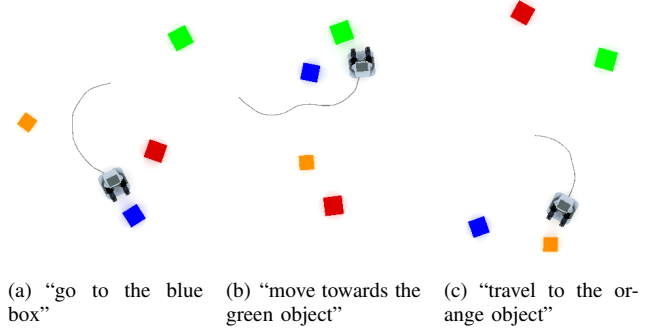 (a) “go to the blue
box”
(b) “move towards the
green object”
(c) “travel to the or-
ange object”